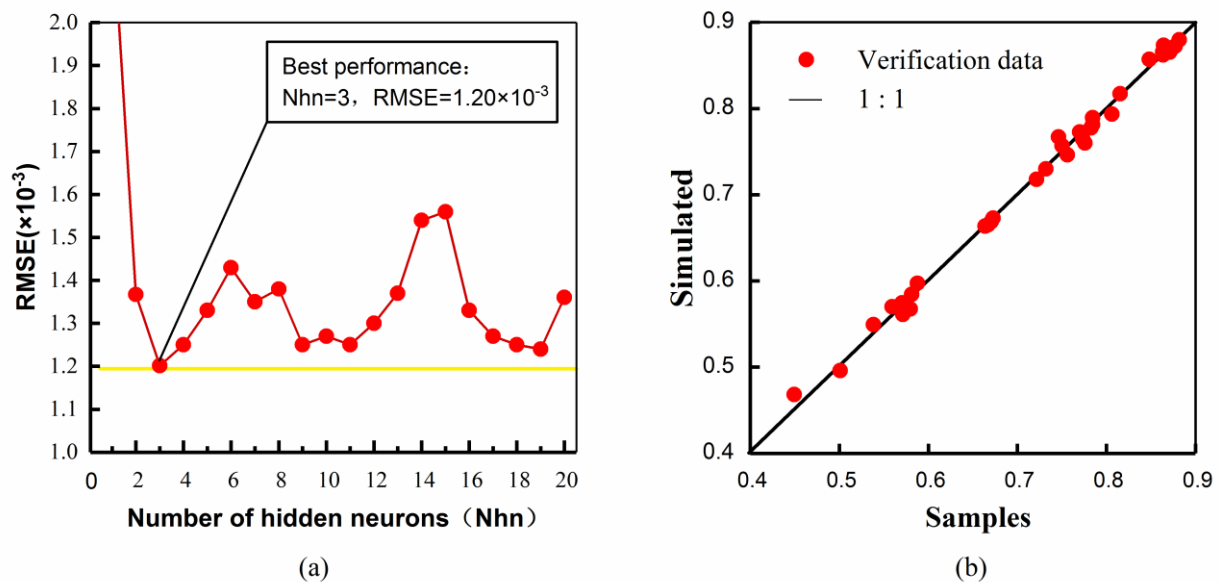 2.0
1.9
1.8
1.7
1.6
1.5
1.4
1.3
1.2
1.1
1.0
RMSE(×10⁻³)
Best performance：
Nhn=3，RMSE=1.20×10⁻³
0 2 4 6 8 10 12 14 16 18 20
Number of hidden neurons（Nhn）
(a)
0.9
0.8
0.7
0.6
0.5
0.4
Simulated
Verification data
1 : 1
0.4 0.5 0.6 0.7 0.8 0.9
Samples
(b)